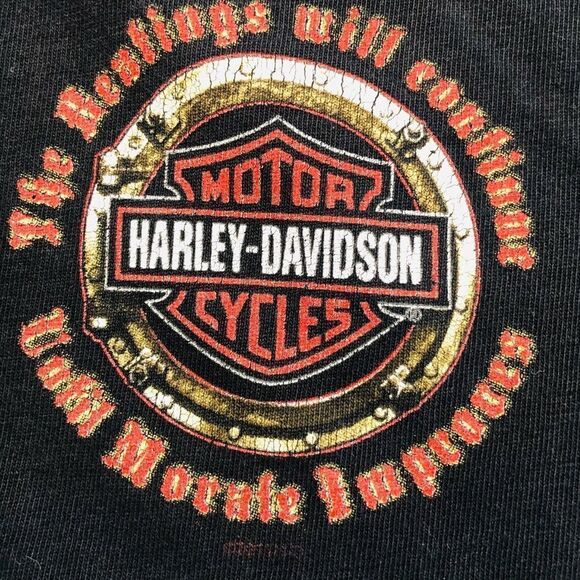 The Beatings will continue
MOTOR
HARLEY-DAVIDSON
CYCLES
®
Until Morale Improves